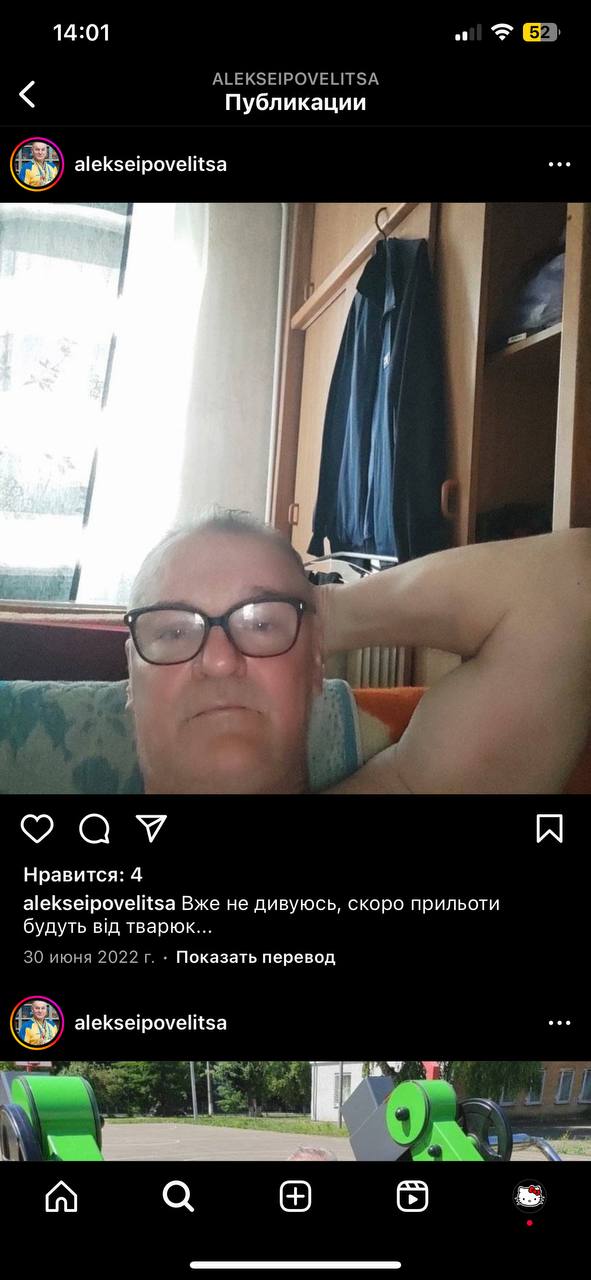 14:01
52
ALEKSEIPOVELITSA
Публикации
alekseipovelitsa
Нравится: 4
alekseipovelitsa Вже не дивуюсь, скоро прильоти
будуть від тварюк...
30 июня 2022 г. · Показать перевод
alekseipovelitsa